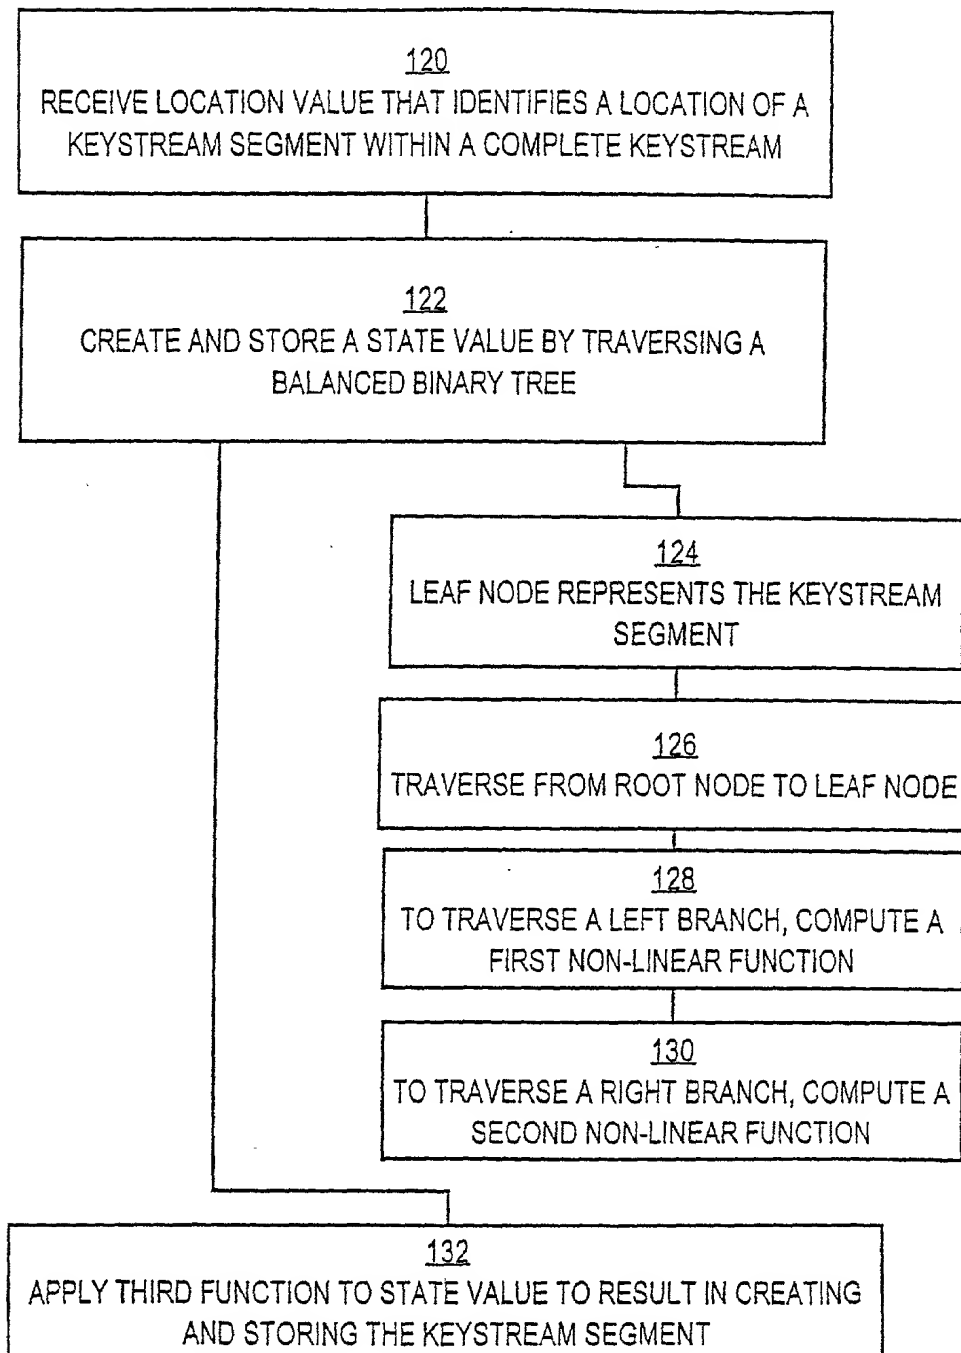 120
RECEIVE LOCATION VALUE THAT IDENTIFIES A LOCATION OF A
KEYSTREAM SEGMENT WITHIN A COMPLETE KEYSTREAM
122
CREATE AND STORE A STATE VALUE BY TRAVERSING A
BALANCED BINARY TREE
124
LEAF NODE REPRESENTS THE KEYSTREAM
SEGMENT
126
TRAVERSE FROM ROOT NODE TO LEAF NODE
128
TO TRAVERSE A LEFT BRANCH, COMPUTE A
FIRST NON-LINEAR FUNCTION
130
TO TRAVERSE A RIGHT BRANCH, COMPUTE A
SECOND NON-LINEAR FUNCTION
132
APPLY THIRD FUNCTION TO STATE VALUE TO RESULT IN CREATING
AND STORING THE KEYSTREAM SEGMENT